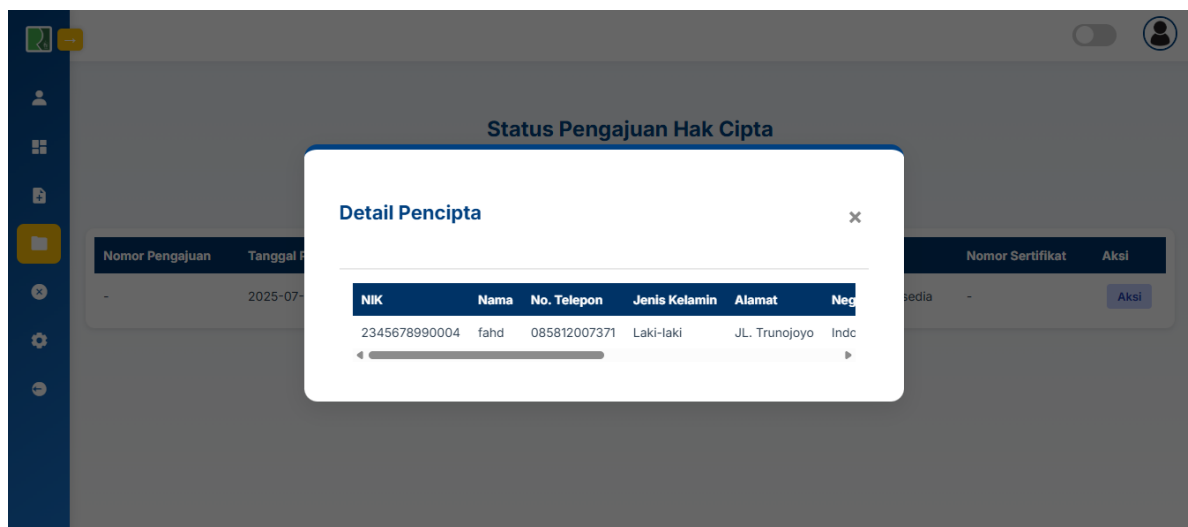 Status Pengajuan Hak Cipta
Detail Pencipta
Nomor Pengajuan Tanggal Nomor Sertifikat Aksi
- 2025-07- - Aksi
NIK Nama No. Telepon Jenis Kelamin Alamat Neg
2345678990004 fahd 085812007371 Laki-laki JL. Trunojoyo Indo